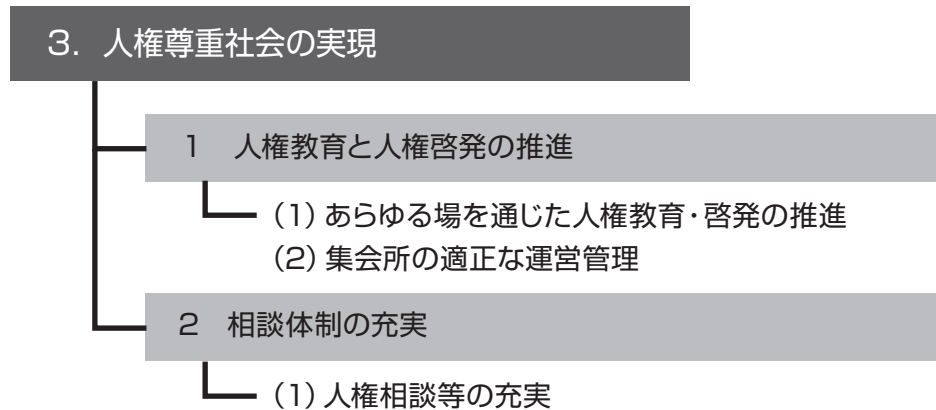 3. 人権尊重社会の実現
1 人権教育と人権啓発の推進
(1) あらゆる場を通じた人権教育・啓発の推進
(2) 集会所の適正な運営管理
2 相談体制の充実
(1) 人権相談等の充実